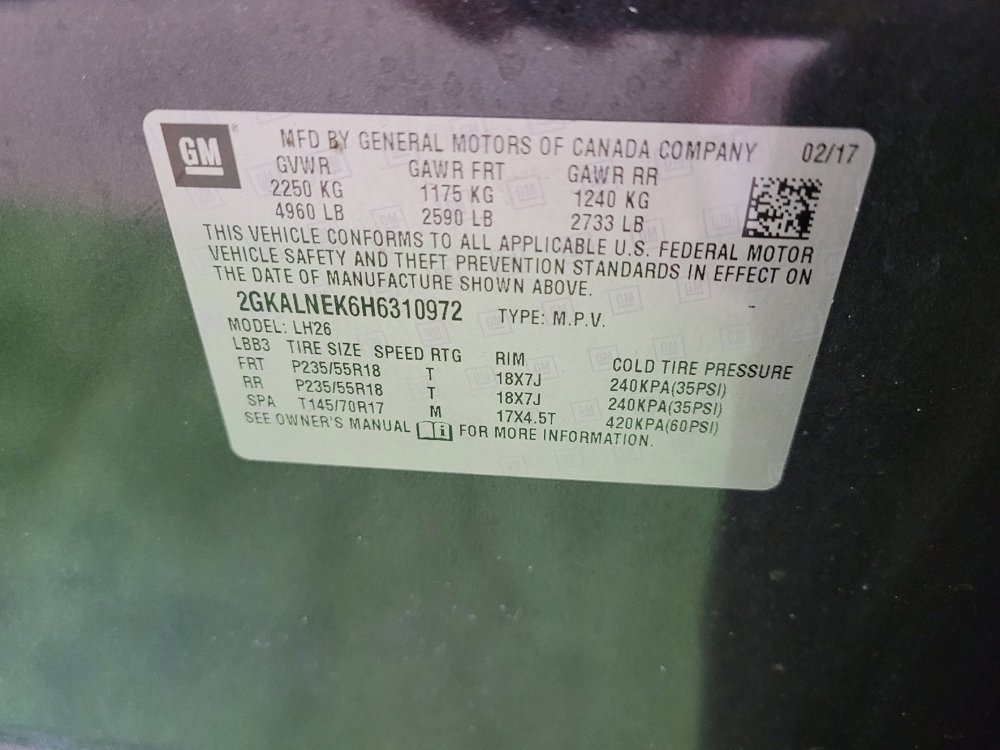 GM
MFD BY GENERAL MOTORS OF CANADA COMPANY 02/17
GVWR GAWR FRT GAWR RR
2250 KG 1175 KG 1240 KG
4960 LB 2590 LB 2733 LB
THIS VEHICLE CONFORMS TO ALL APPLICABLE U.S. FEDERAL MOTOR
VEHICLE SAFETY AND THEFT PREVENTION STANDARDS IN EFFECT ON
THE DATE OF MANUFACTURE SHOWN ABOVE.
2GKALNEK6H6310972 TYPE: M.P.V.
MODEL: LH26
LBB3 TIRE SIZE SPEED RTG RIM COLD TIRE PRESSURE
FRT P235/55R18 T 18X7J 240KPA(35PSI)
RR P235/55R18 T 18X7J 240KPA(35PSI)
SPA T145/70R17 M 17X4.5T 420KPA(60PSI)
SEE OWNER'S MANUAL FOR MORE INFORMATION.